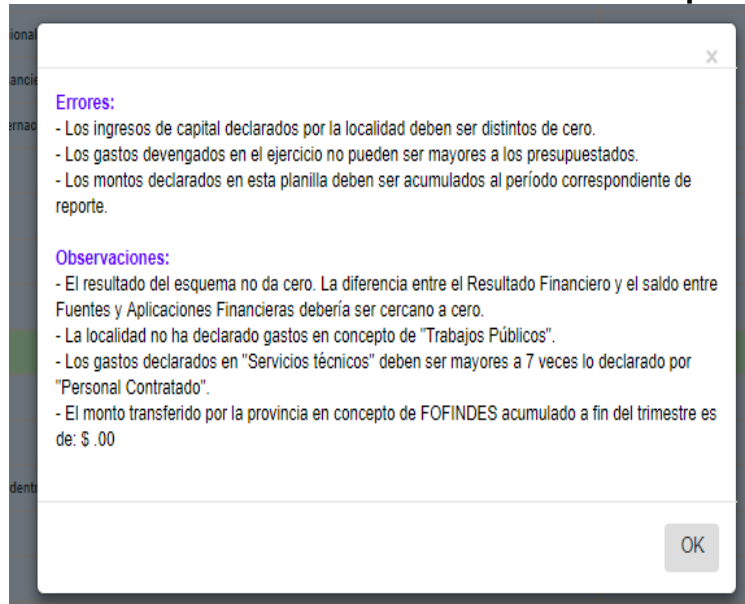 ×
Errores:
- Los ingresos de capital declarados por la localidad deben ser distintos de cero.
- Los gastos devengados en el ejercicio no pueden ser mayores a los presupuestados.
- Los montos declarados en esta planilla deben ser acumulados al período correspondiente de
reporte.
Observaciones:
- El resultado del esquema no da cero. La diferencia entre el Resultado Financiero y el saldo entre
Fuentes y Aplicaciones Financieras debería ser cercano a cero.
- La localidad no ha declarado gastos en concepto de "Trabajos Públicos".
- Los gastos declarados en "Servicios técnicos" deben ser mayores a 7 veces lo declarado por
"Personal Contratado".
- El monto transferido por la provincia en concepto de FOFINDES acumulado a fin del trimestre es
de: $ .00
OK